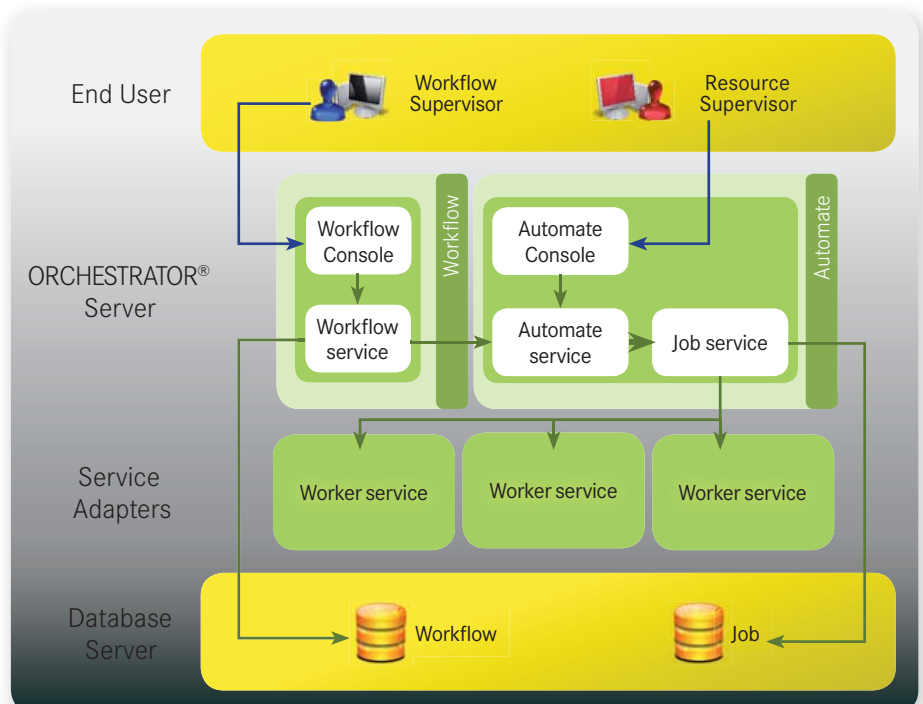 End User
Workflow
Supervisor
Resource
Supervisor
ORCHESTRATOR®
Server
Workflow
Console
Workflow
service
Workflow
Automate
Console
Automate
service
Job service
Automate
Service
Adapters
Worker service
Worker service
Worker service
Database
Server
Workflow
Job